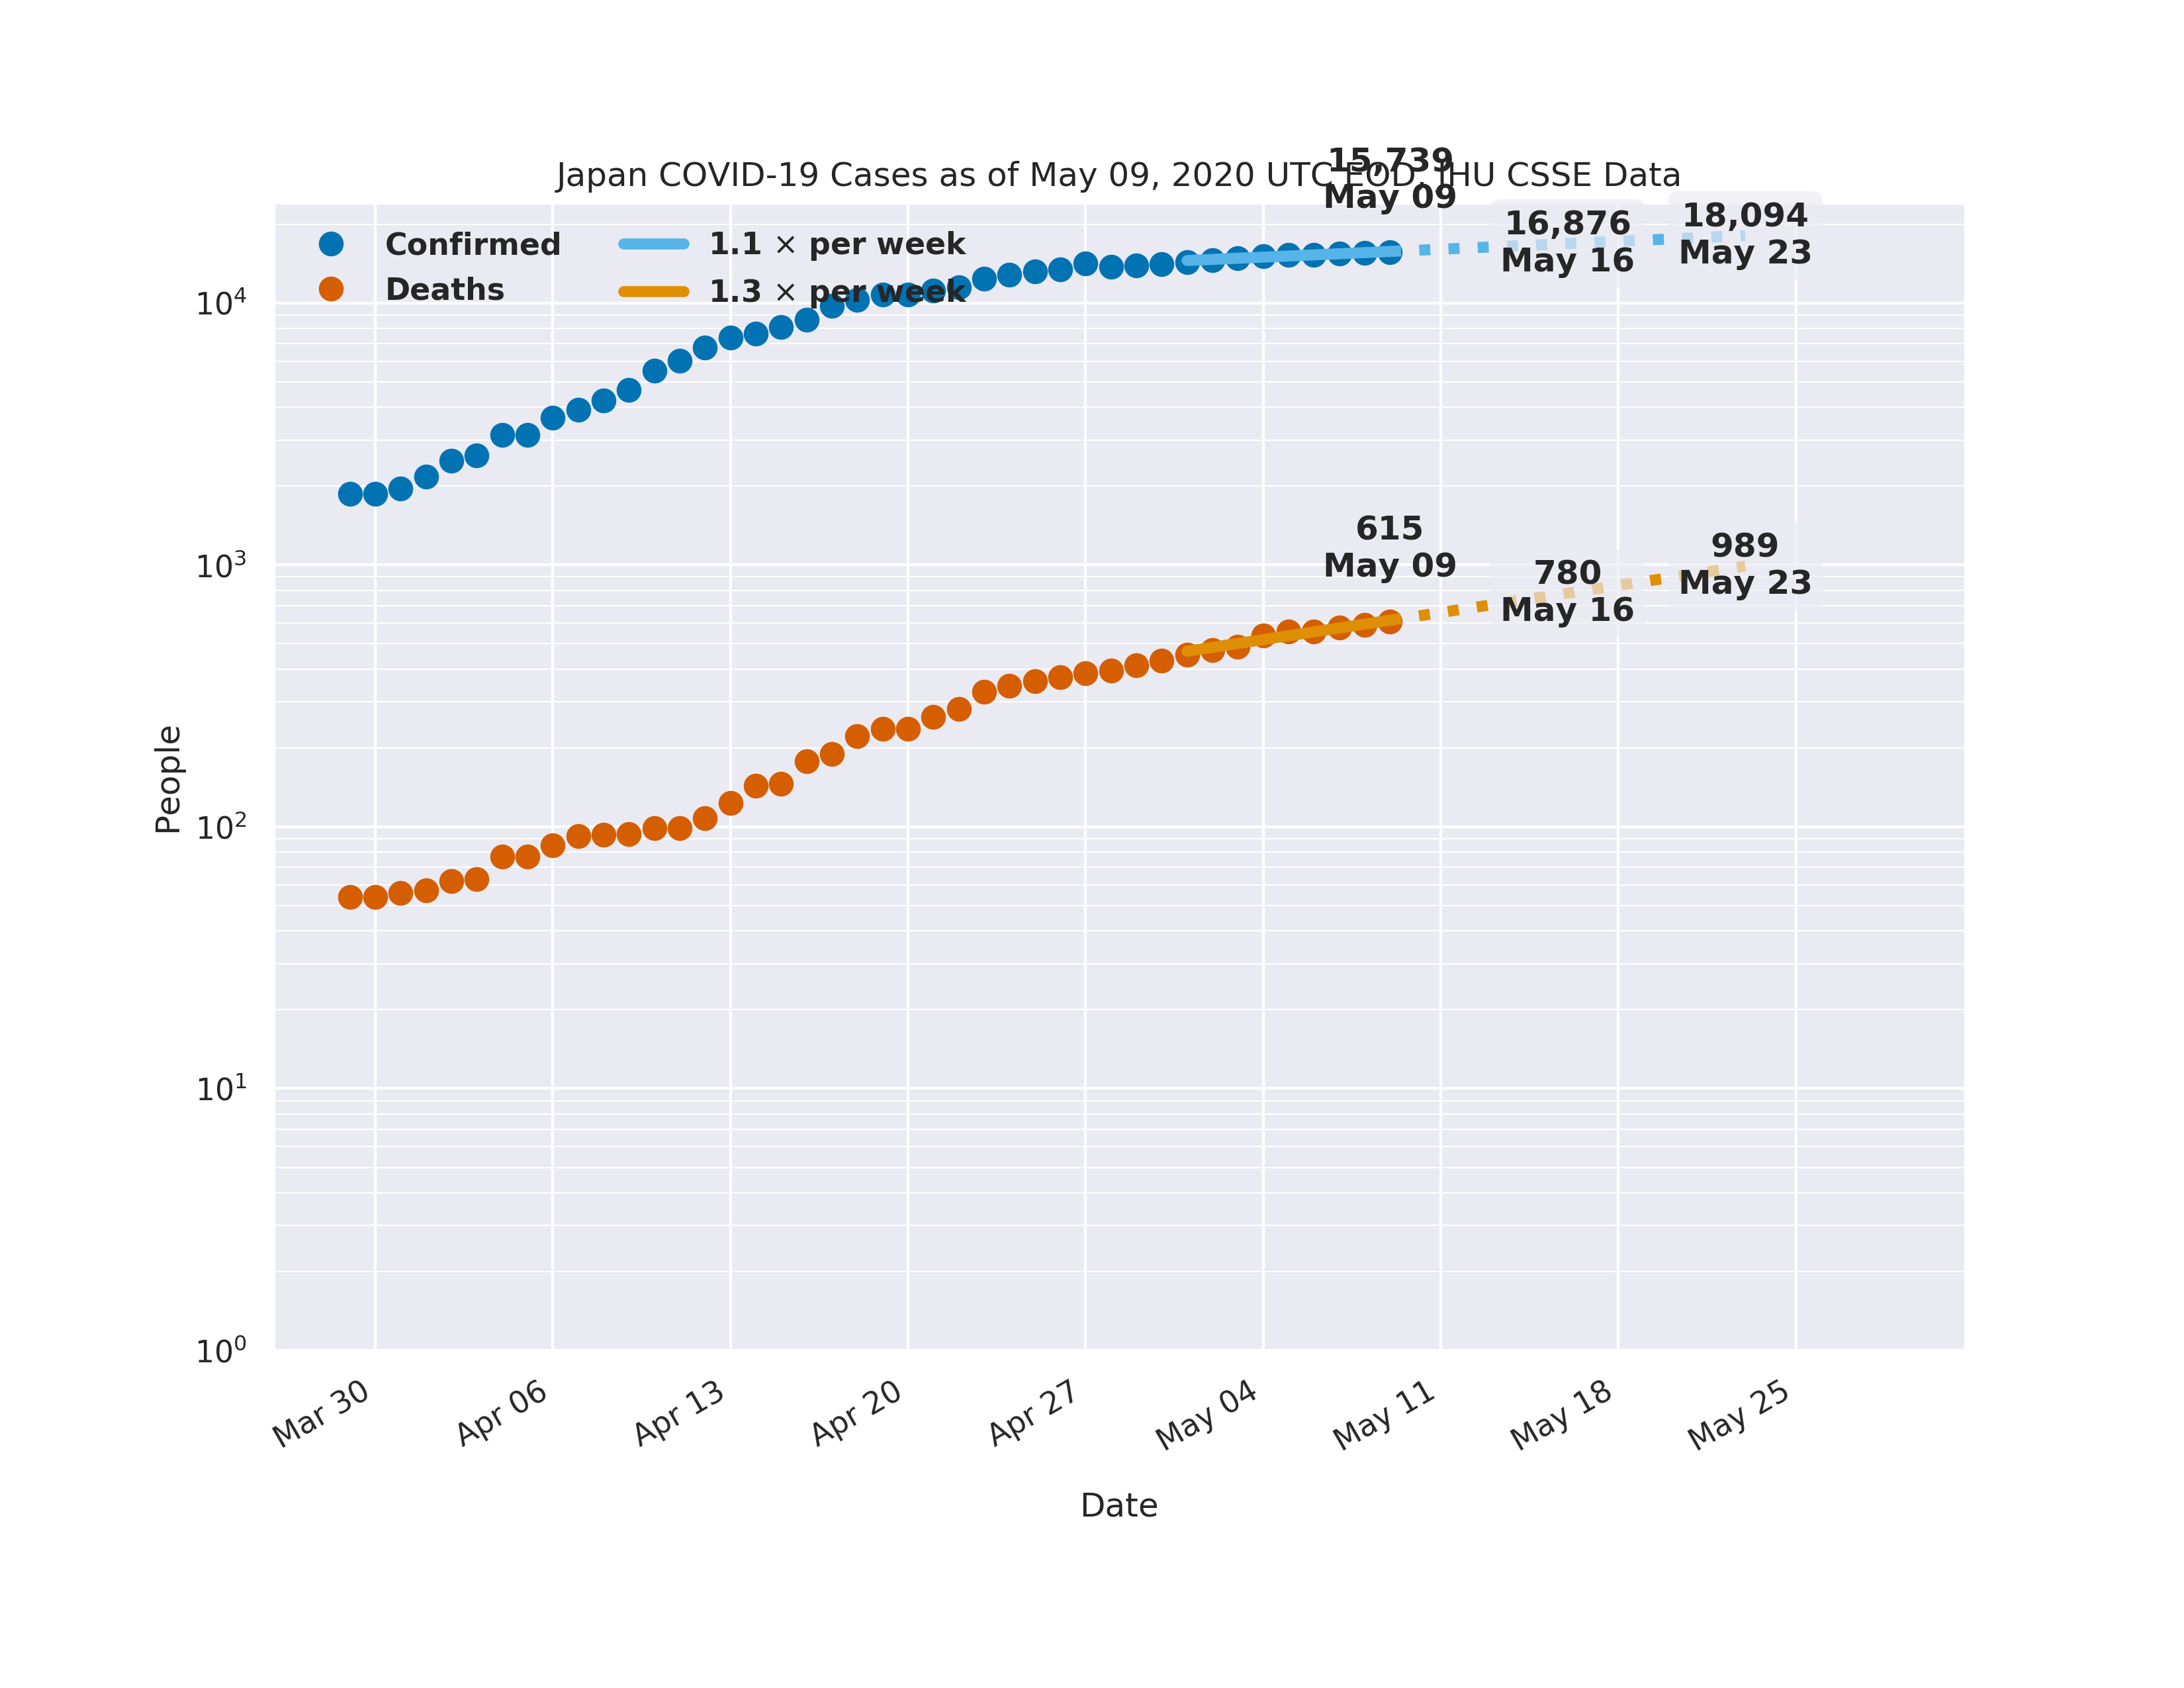 Japan COVID-19 Cases as of May 09, 2020 UTC EOD, JHU CSSE Data
15,739
May 09
16,876
May 16
18,094
May 23
Confirmed
Deaths
1.1 × per week
1.3 × per week
615
May 09
780
May 16
989
May 23
People
10⁴
10³
10²
10¹
10⁰
Mar 30
Apr 06
Apr 13
Apr 20
Apr 27
May 04
May 11
May 18
May 25
Date